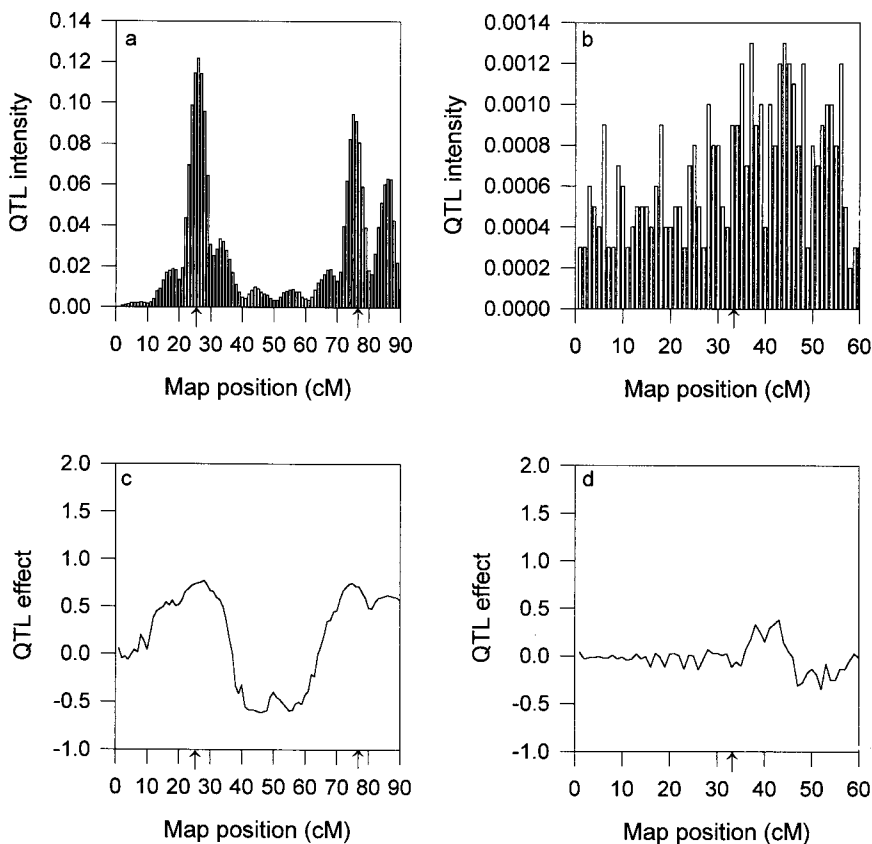 a
0.14
0.12
0.10
0.08
0.06
0.04
0.02
0.00
QTL intensity
0 10 20 30 40 50 60 70 80 90
Map position (cM)
b
0.0014
0.0012
0.0010
0.0008
0.0006
0.0004
0.0002
0.0000
QTL intensity
0 10 20 30 40 50 60
Map position (cM)
c
2.0
1.5
1.0
0.5
0.0
-0.5
-1.0
QTL effect
0 10 20 30 40 50 60 70 80 90
Map position (cM)
d
2.0
1.5
1.0
0.5
0.0
-0.5
-1.0
QTL effect
0 10 20 30 40 50 60
Map position (cM)